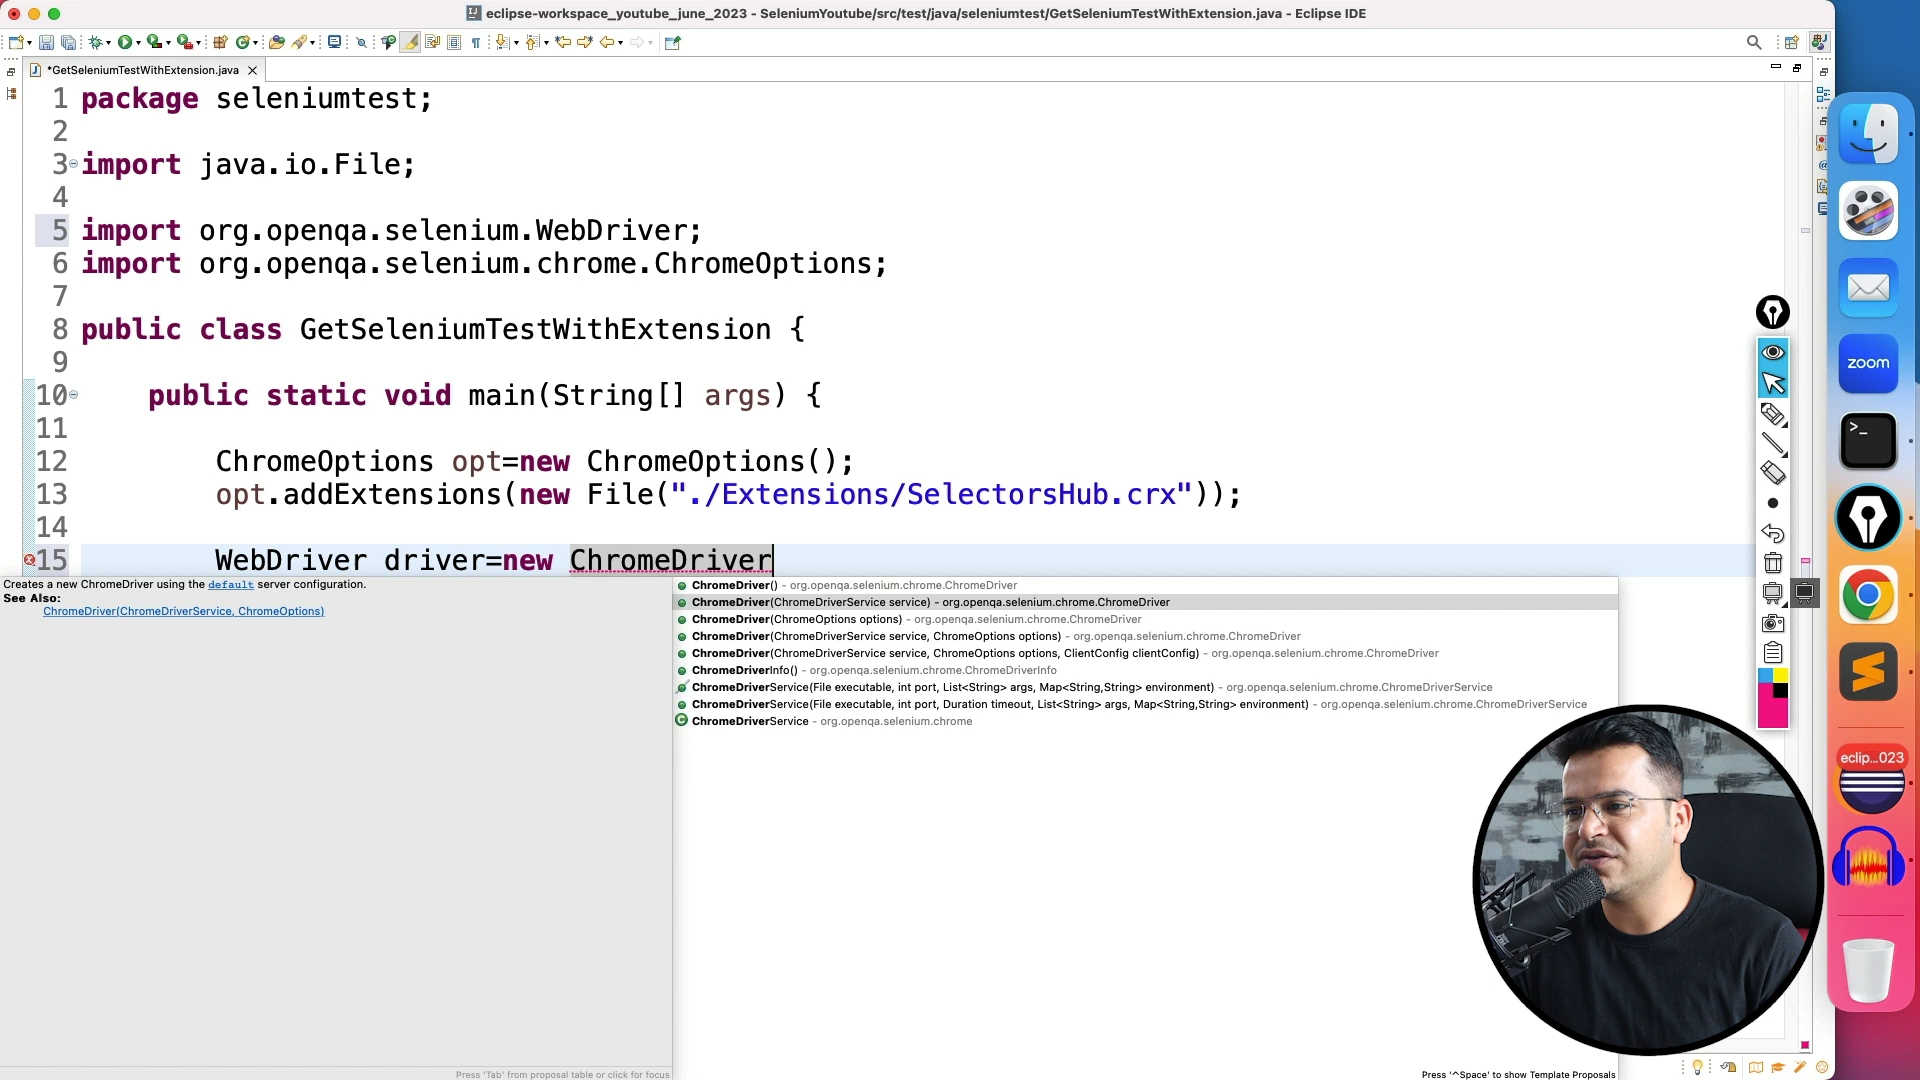 eclipse-workspace_youtube_june_2023 - SeleniumYoutube/src/test/java/seleniumtest/GetSeleniumTestWithExtension.java - Eclipse IDE
*GetSeleniumTestWithExtension.java
1 package seleniumtest;
2
3 import java.io.File;
4
5 import org.openqa.selenium.WebDriver;
6 import org.openqa.selenium.chrome.ChromeOptions;
7
8 public class GetSeleniumTestWithExtension {
9
10 public static void main(String[] args) {
11
12 ChromeOptions opt=new ChromeOptions();
13 opt.addExtensions(new File("./Extensions/SelectorsHub.crx"));
14
15 WebDriver driver=new ChromeDriver
Creates a new ChromeDriver using the default server configuration.
See Also:
ChromeDriver(ChromeDriverService, ChromeOptions)
Press 'Tab' from proposal table or click for focus
ChromeDriver() - org.openqa.selenium.chrome.ChromeDriver
ChromeDriver(ChromeDriverService service) - org.openqa.selenium.chrome.ChromeDriver
ChromeDriver(ChromeOptions options) - org.openqa.selenium.chrome.ChromeDriver
ChromeDriver(ChromeDriverService service, ChromeOptions options) - org.openqa.selenium.chrome.ChromeDriver
ChromeDriver(ChromeDriverService service, ChromeOptions options, ClientConfig clientConfig) - org.openqa.selenium.chrome.ChromeDriver
ChromeDriverInfo() - org.openqa.selenium.chrome.ChromeDriverInfo
ChromeDriverService(File executable, int port, List<String> args, Map<String,String> environment) - org.openqa.selenium.chrome.ChromeDriverService
ChromeDriverService(File executable, int port, Duration timeout, List<String> args, Map<String,String> environment) - org.openqa.selenium.chrome.ChromeDriverService
ChromeDriverService - org.openqa.selenium.chrome
Press '^Space' to show Template Proposals
zoom
>_
eclip...023